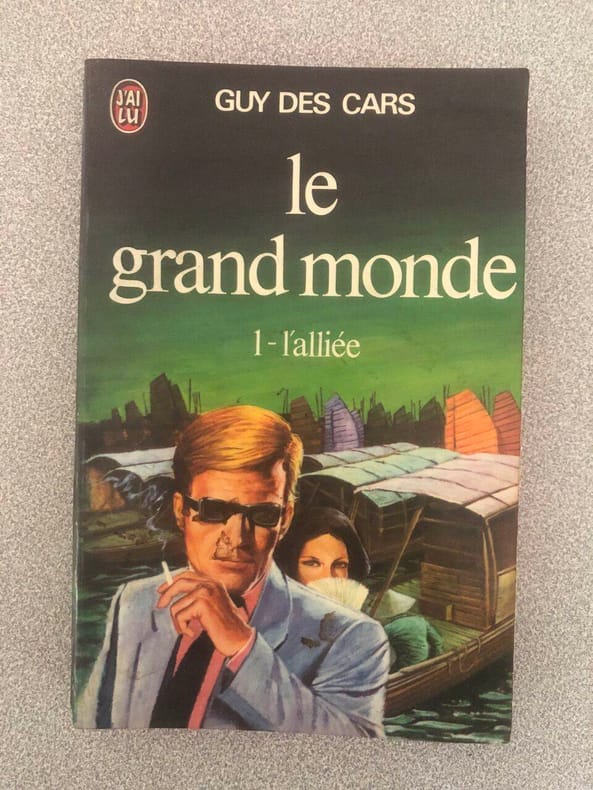 J'AI
LU
GUY DES CARS
le
grand monde
1-l'alliée